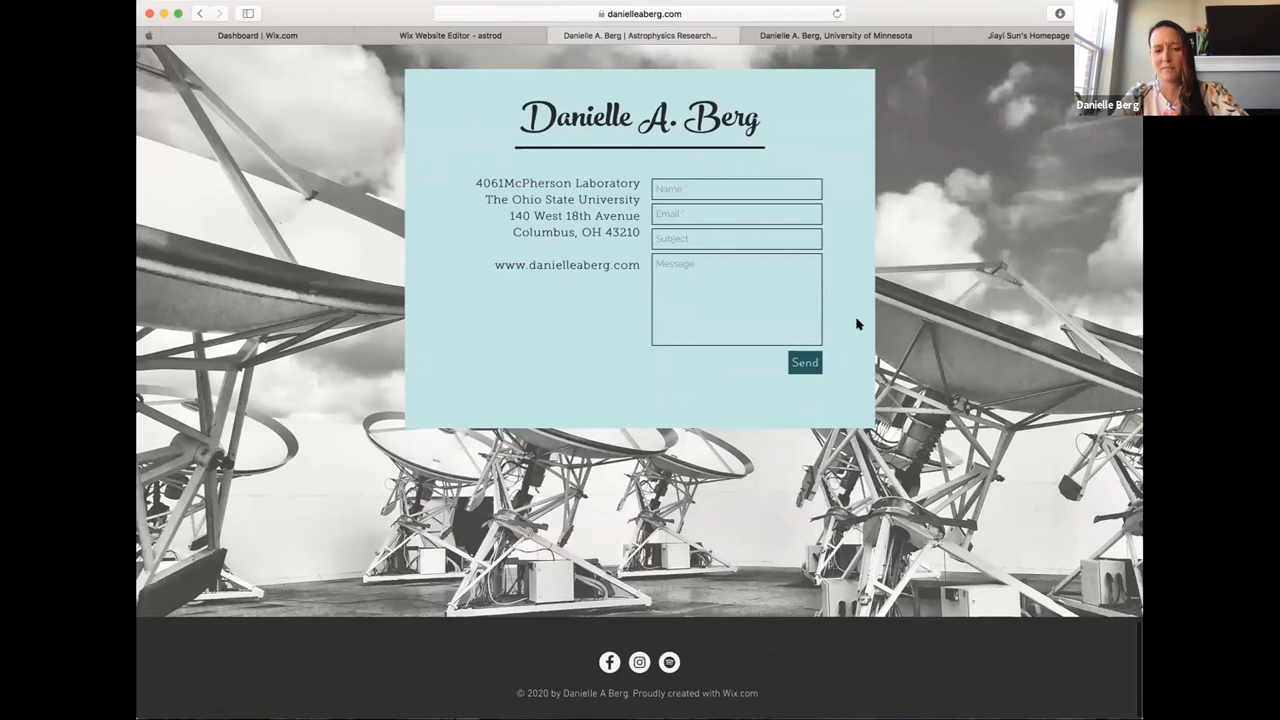 danielleaberg.com
Dashboard | Wix.com
Wix Website Editor - astrod
Danielle A. Berg | Astrophysics Research...
Danielle A. Berg, University of Minnesota
Jiayi Sun's Homepage
Danielle Berg
Danielle A. Berg
4061McPherson Laboratory
The Ohio State University
140 West 18th Avenue
Columbus, OH 43210
www.danielleaberg.com
Name *
Email *
Subject
Message
Send
© 2020 by Danielle A Berg. Proudly created with Wix.com